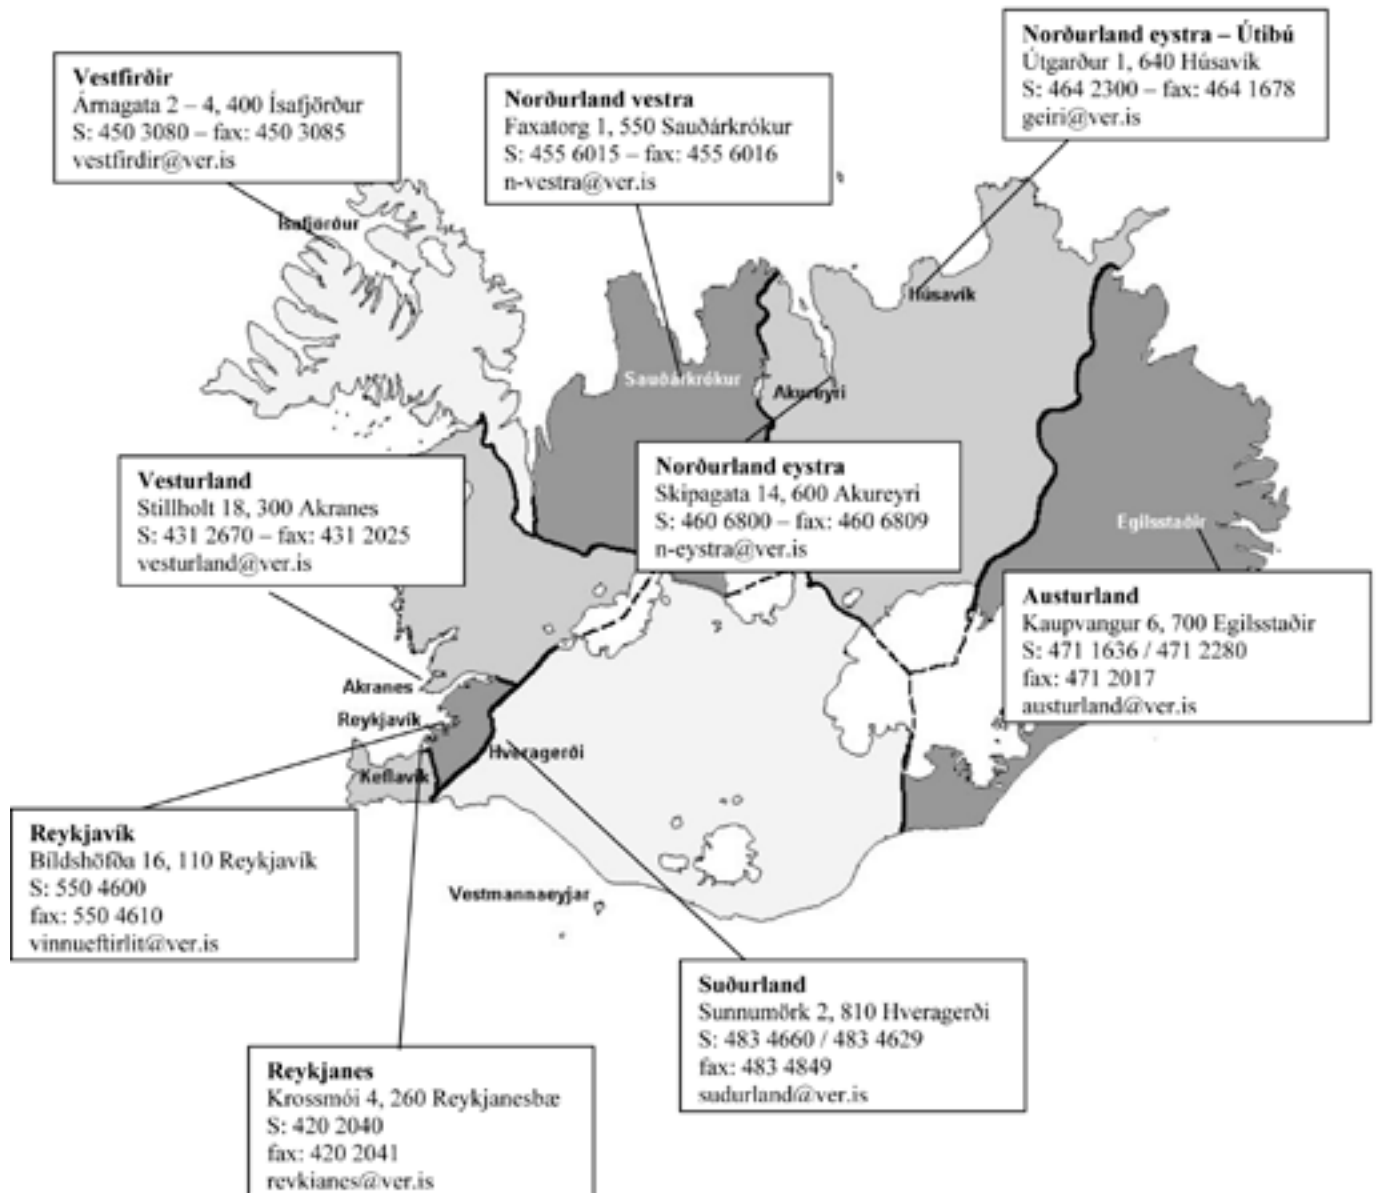 Norðurland eystra – Útibú
Útgarður 1, 640 Húsavík
S: 464 2300 – fax: 464 1678
geiri@ver.is
Vestfirðir
Árnagata 2 – 4, 400 Ísafjörður
S: 450 3080 – fax: 450 3085
vestfirdir@ver.is
Norðurland vestra
Faxatorg 1, 550 Sauðárkrókur
S: 455 6015 – fax: 455 6016
n-vestra@ver.is
Ísafjörður
Húsavík
Sauðárkrókur
Akureyri
Vesturland
Stillholt 18, 300 Akranes
S: 431 2670 – fax: 431 2025
vesturland@ver.is
Norðurland eystra
Skipagata 14, 600 Akureyri
S: 460 6800 – fax: 460 6809
n-eystra@ver.is
Egilsstaðir
Austurland
Kaupvangur 6, 700 Egilsstaðir
S: 471 1636 / 471 2280
fax: 471 2017
austurland@ver.is
Akranes
Reykjavík
Hveragerði
Keflavík
Reykjavík
Bíldshöfða 16, 110 Reykjavík
S: 550 4600
fax: 550 4610
vinnueftirlit@ver.is
Vestmannaeyjar
Suðurland
Sunnumörk 2, 810 Hveragerði
S: 483 4660 / 483 4629
fax: 483 4849
sudurland@ver.is
Reykjanes
Krossmói 4, 260 Reykjanesbæ
S: 420 2040
fax: 420 2041
reykjanes@ver.is